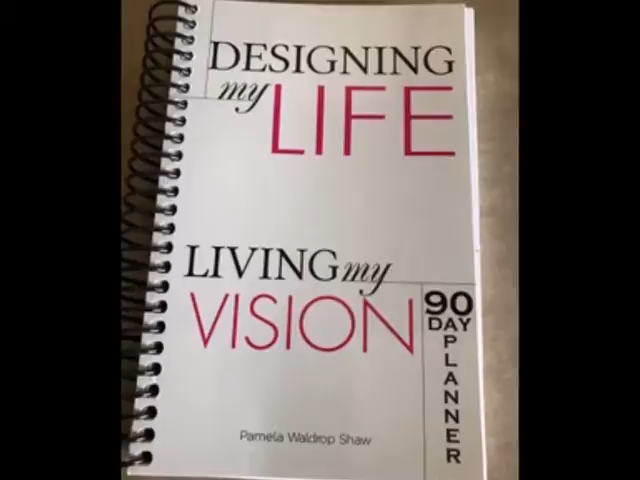 DESIGNING
my LIFE
LIVING my
VISION
90
DAY
PLANNER
Pamela Waldrop Shaw